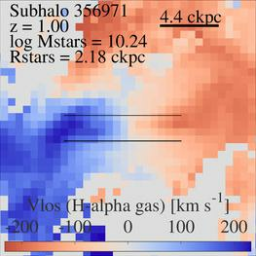 Subhalo 356971
4.4 ckpc
z = 1.00
log Mstars = 10.24
Rstars = 2.18 ckpc
Vlos (H-alpha gas) [km s⁻¹]
-200 -100 0 100 200